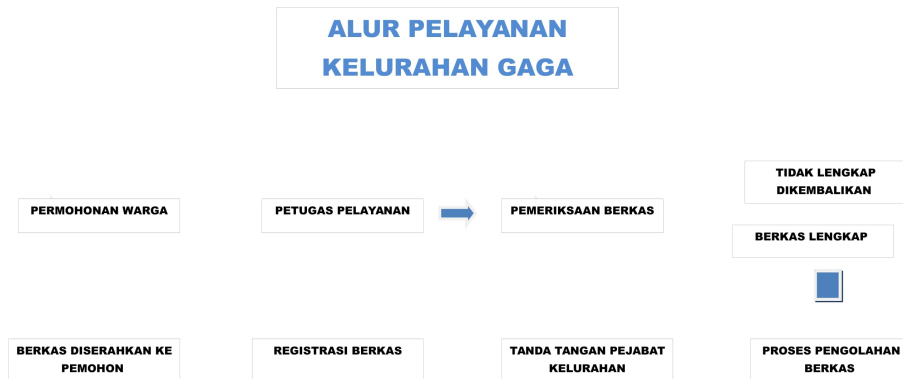 ALUR PELAYANAN
KELURAHAN GAGA
TIDAK LENGKAP
DIKEMBALIKAN
PERMOHONAN WARGA
PETUGAS PELAYANAN
PEMERIKSAAN BERKAS
BERKAS LENGKAP
BERKAS DISERAHKAN KE
PEMOHON
REGISTRASI BERKAS
TANDA TANGAN PEJABAT
KELURAHAN
PROSES PENGOLAHAN
BERKAS